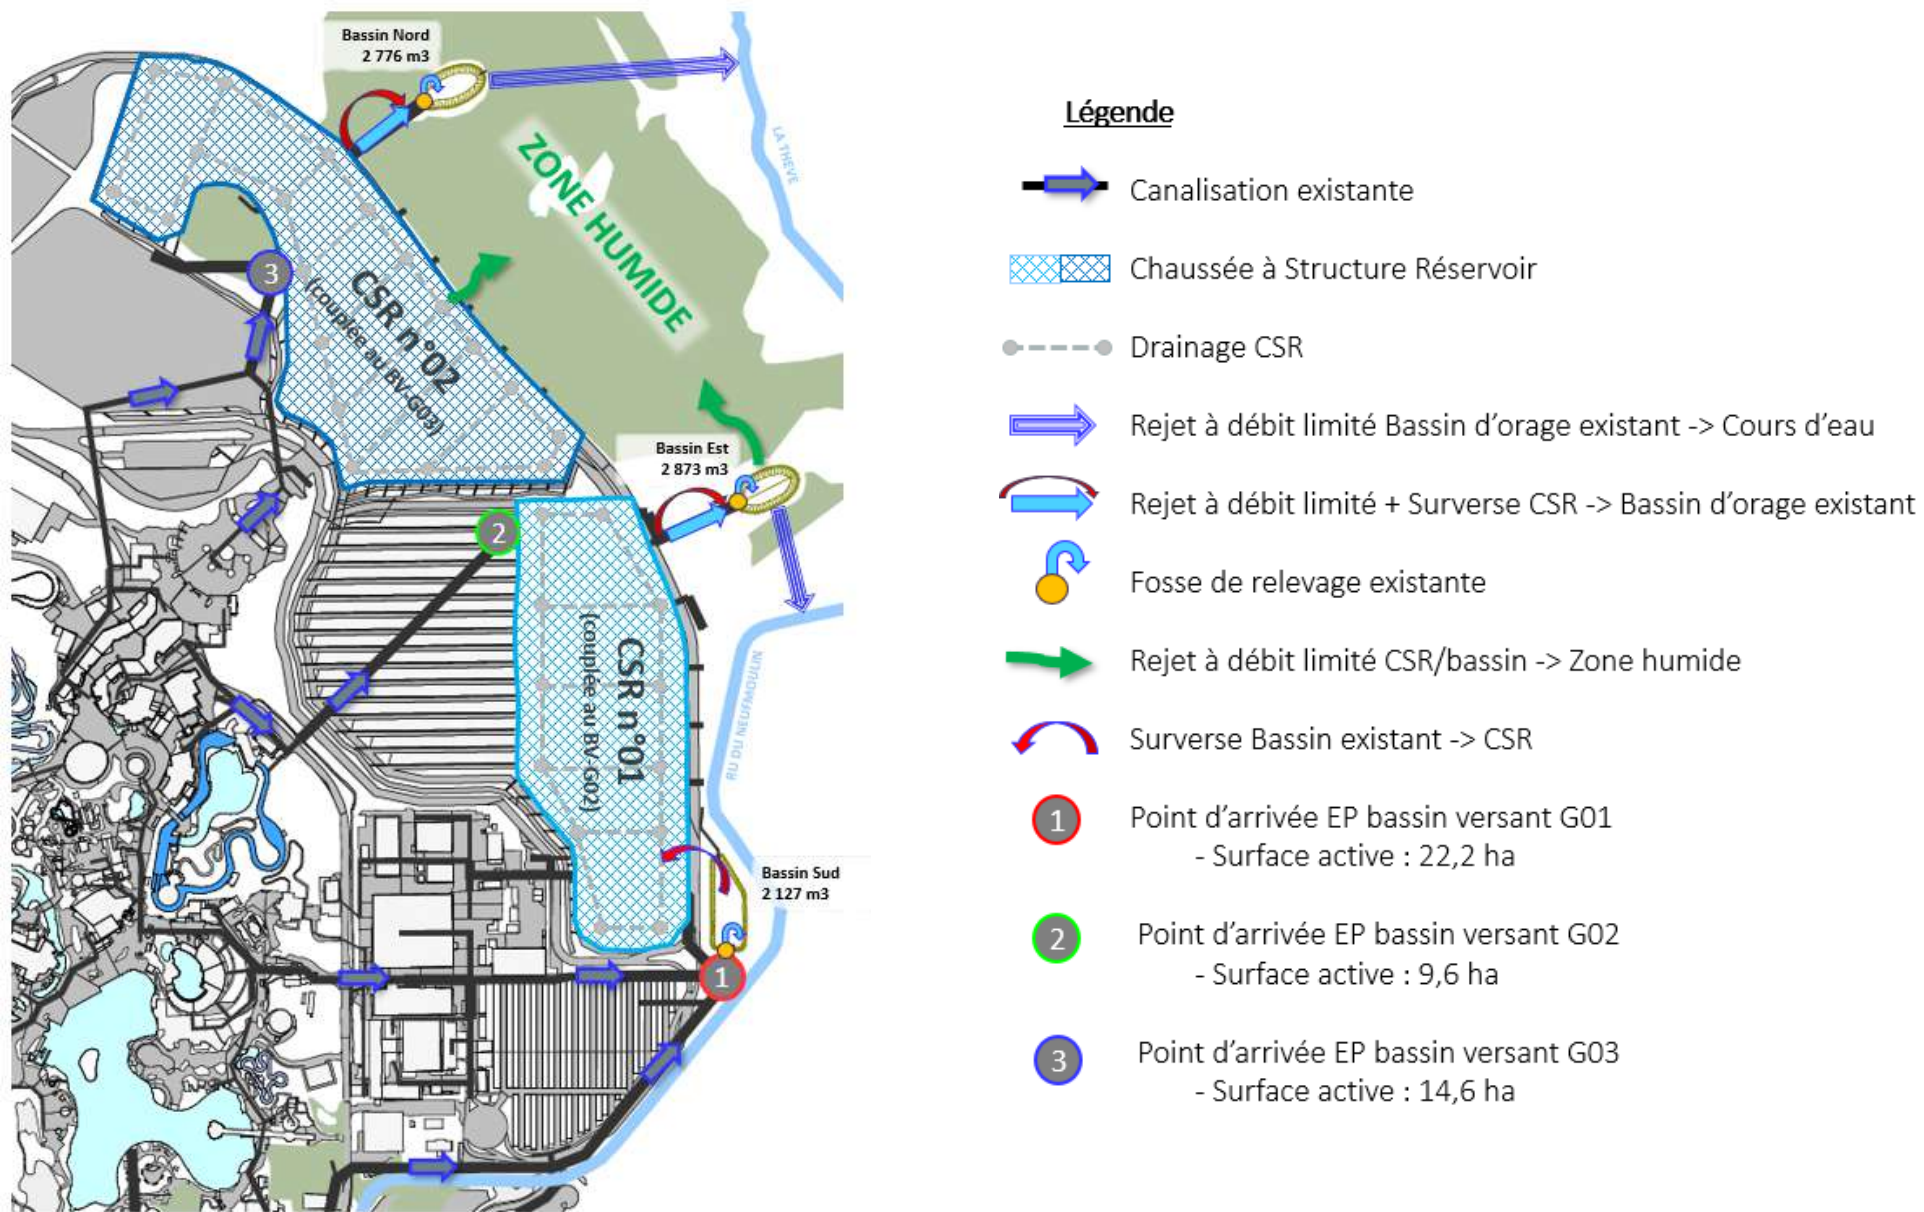 Bassin Nord
2 776 m3
LA THEVE
ZONE HUMIDE
3
CSR n°02
(couplée au BV-G03)
Bassin Est
2 873 m3
2
CSR n°01
(couplée au BV-G02)
RU DU NEUFMOULIN
Bassin Sud
2 127 m3
1
Légende
Canalisation existante
Chaussée à Structure Réservoir
Drainage CSR
Rejet à débit limité Bassin d'orage existant -> Cours d'eau
Rejet à débit limité + Surverse CSR -> Bassin d'orage existant
Fosse de relevage existante
Rejet à débit limité CSR/bassin -> Zone humide
Surverse Bassin existant -> CSR
1 Point d'arrivée EP bassin versant G01
- Surface active : 22,2 ha
2 Point d'arrivée EP bassin versant G02
- Surface active : 9,6 ha
3 Point d'arrivée EP bassin versant G03
- Surface active : 14,6 ha